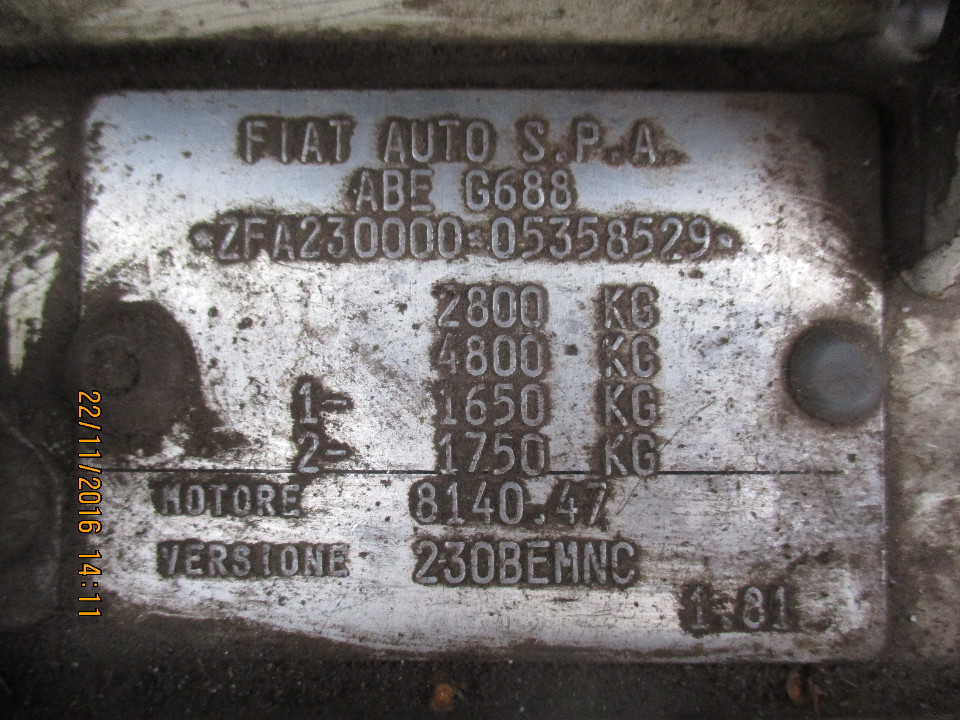 FIAT AUTO S.P.A.
ABE G688
*ZFA230000*05358529*
2800 KG
4800 KG
1- 1650 KG
2- 1750 KG
MOTORE 8140.47
VERSIONE 230BEMNC
1.81
22/11/2016 14:11